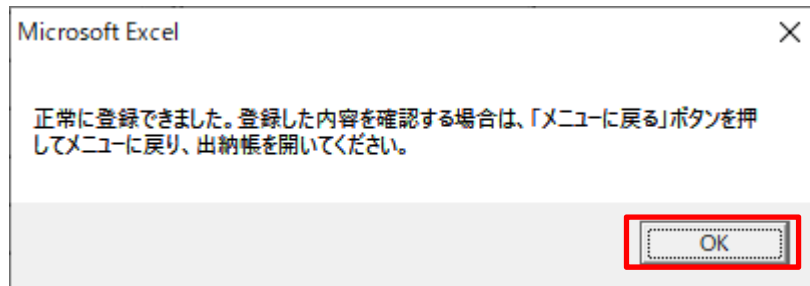 Microsoft Excel
正常に登録できました。登録した内容を確認する場合は、「メニューに戻る」ボタンを押
してメニューに戻り、出納帳を開いてください。
OK